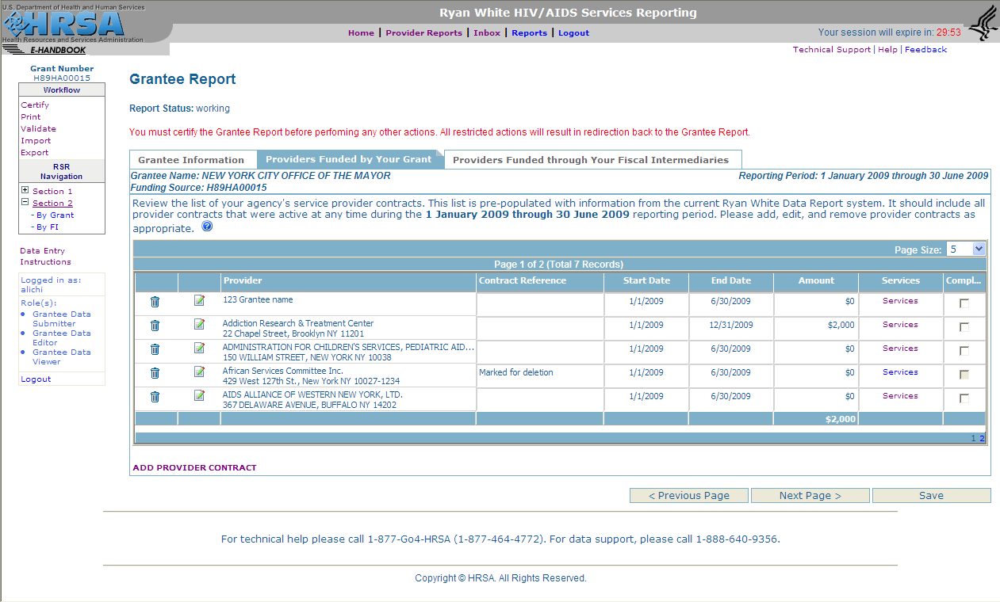 U.S. Department of Health and Human Services
HRSA
Health Resources and Services Administration
E-HANDBOOK
Ryan White HIV/AIDS Services Reporting
Home | Provider Reports | Inbox | Reports | Logout
Your session will expire in: 29:53
Technical Support | Help | Feedback
Grant Number
H89HA00015
Workflow
Certify
Print
Validate
Import
Export
RSR
Navigation
Section 1
Section 2
- By Grant
- By FI
Data Entry
Instructions
Logged in as:
alichi
Role(s):
Grantee Data
Submitter
Grantee Data
Editor
Grantee Data
Viewer
Logout
Grantee Report
Report Status: working
You must certify the Grantee Report before perfoming any other actions. All restricted actions will result in redirection back to the Grantee Report.
Grantee Information Providers Funded by Your Grant Providers Funded through Your Fiscal Intermediaries
Grantee Name: NEW YORK CITY OFFICE OF THE MAYOR Reporting Period: 1 January 2009 through 30 June 2009
Funding Source: H89HA00015
Review the list of your agency's service provider contracts. This list is pre-populated with information from the current Ryan White Data Report system. It should include all
provider contracts that were active at any time during the 1 January 2009 through 30 June 2009 reporting period. Please add, edit, and remove provider contracts as
appropriate. ?
Page Size: 5
Page 1 of 2 (Total 7 Records)
Provider Contract Reference Start Date End Date Amount Services Compl...
123 Grantee name 1/1/2009 6/30/2009 $0 Services
Addiction Research & Treatment Center 1/1/2009 12/31/2009 $2,000 Services
22 Chapel Street, Brooklyn NY 11201
ADMINISTRATION FOR CHILDREN'S SERVICES, PEDIATRIC AID... 1/1/2009 6/30/2009 $0 Services
150 WILLIAM STREET, NEW YORK NY 10038
African Services Committee Inc. Marked for deletion 1/1/2009 6/30/2009 $0 Services
429 West 127th St., New York NY 10027-1234
AIDS ALLIANCE OF WESTERN NEW YORK, LTD. 1/1/2009 6/30/2009 $0 Services
367 DELAWARE AVENUE, BUFFALO NY 14202
$2,000
1 2
ADD PROVIDER CONTRACT
< Previous Page Next Page > Save
For technical help please call 1-877-Go4-HRSA (1-877-464-4772). For data support, please call 1-888-640-9356.
Copyright © HRSA. All Rights Reserved.